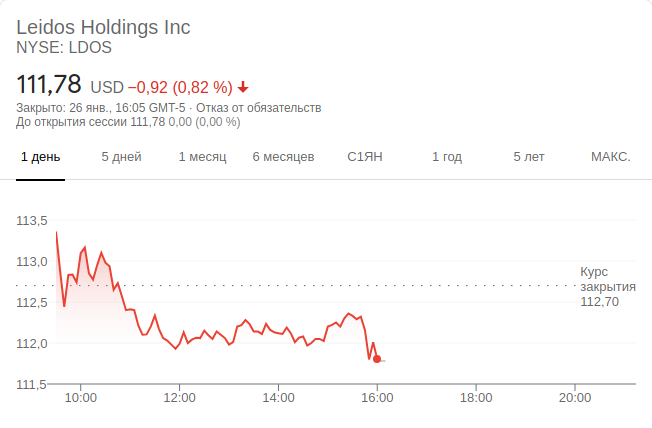 Leidos Holdings Inc
NYSE: LDOS
111,78 USD −0,92 (0,82 %)
Закрыто: 26 янв., 16:05 GMT-5 · Отказ от обязательств
До открытия сессии 111,78 0,00 (0,00 %)
1 день 5 дней 1 месяц 6 месяцев С1ЯН 1 год 5 лет МАКС.
113,5
113,0
Курс
закрытия
112,70
112,5
112,0
111,5
10:00 12:00 14:00 16:00 18:00 20:00